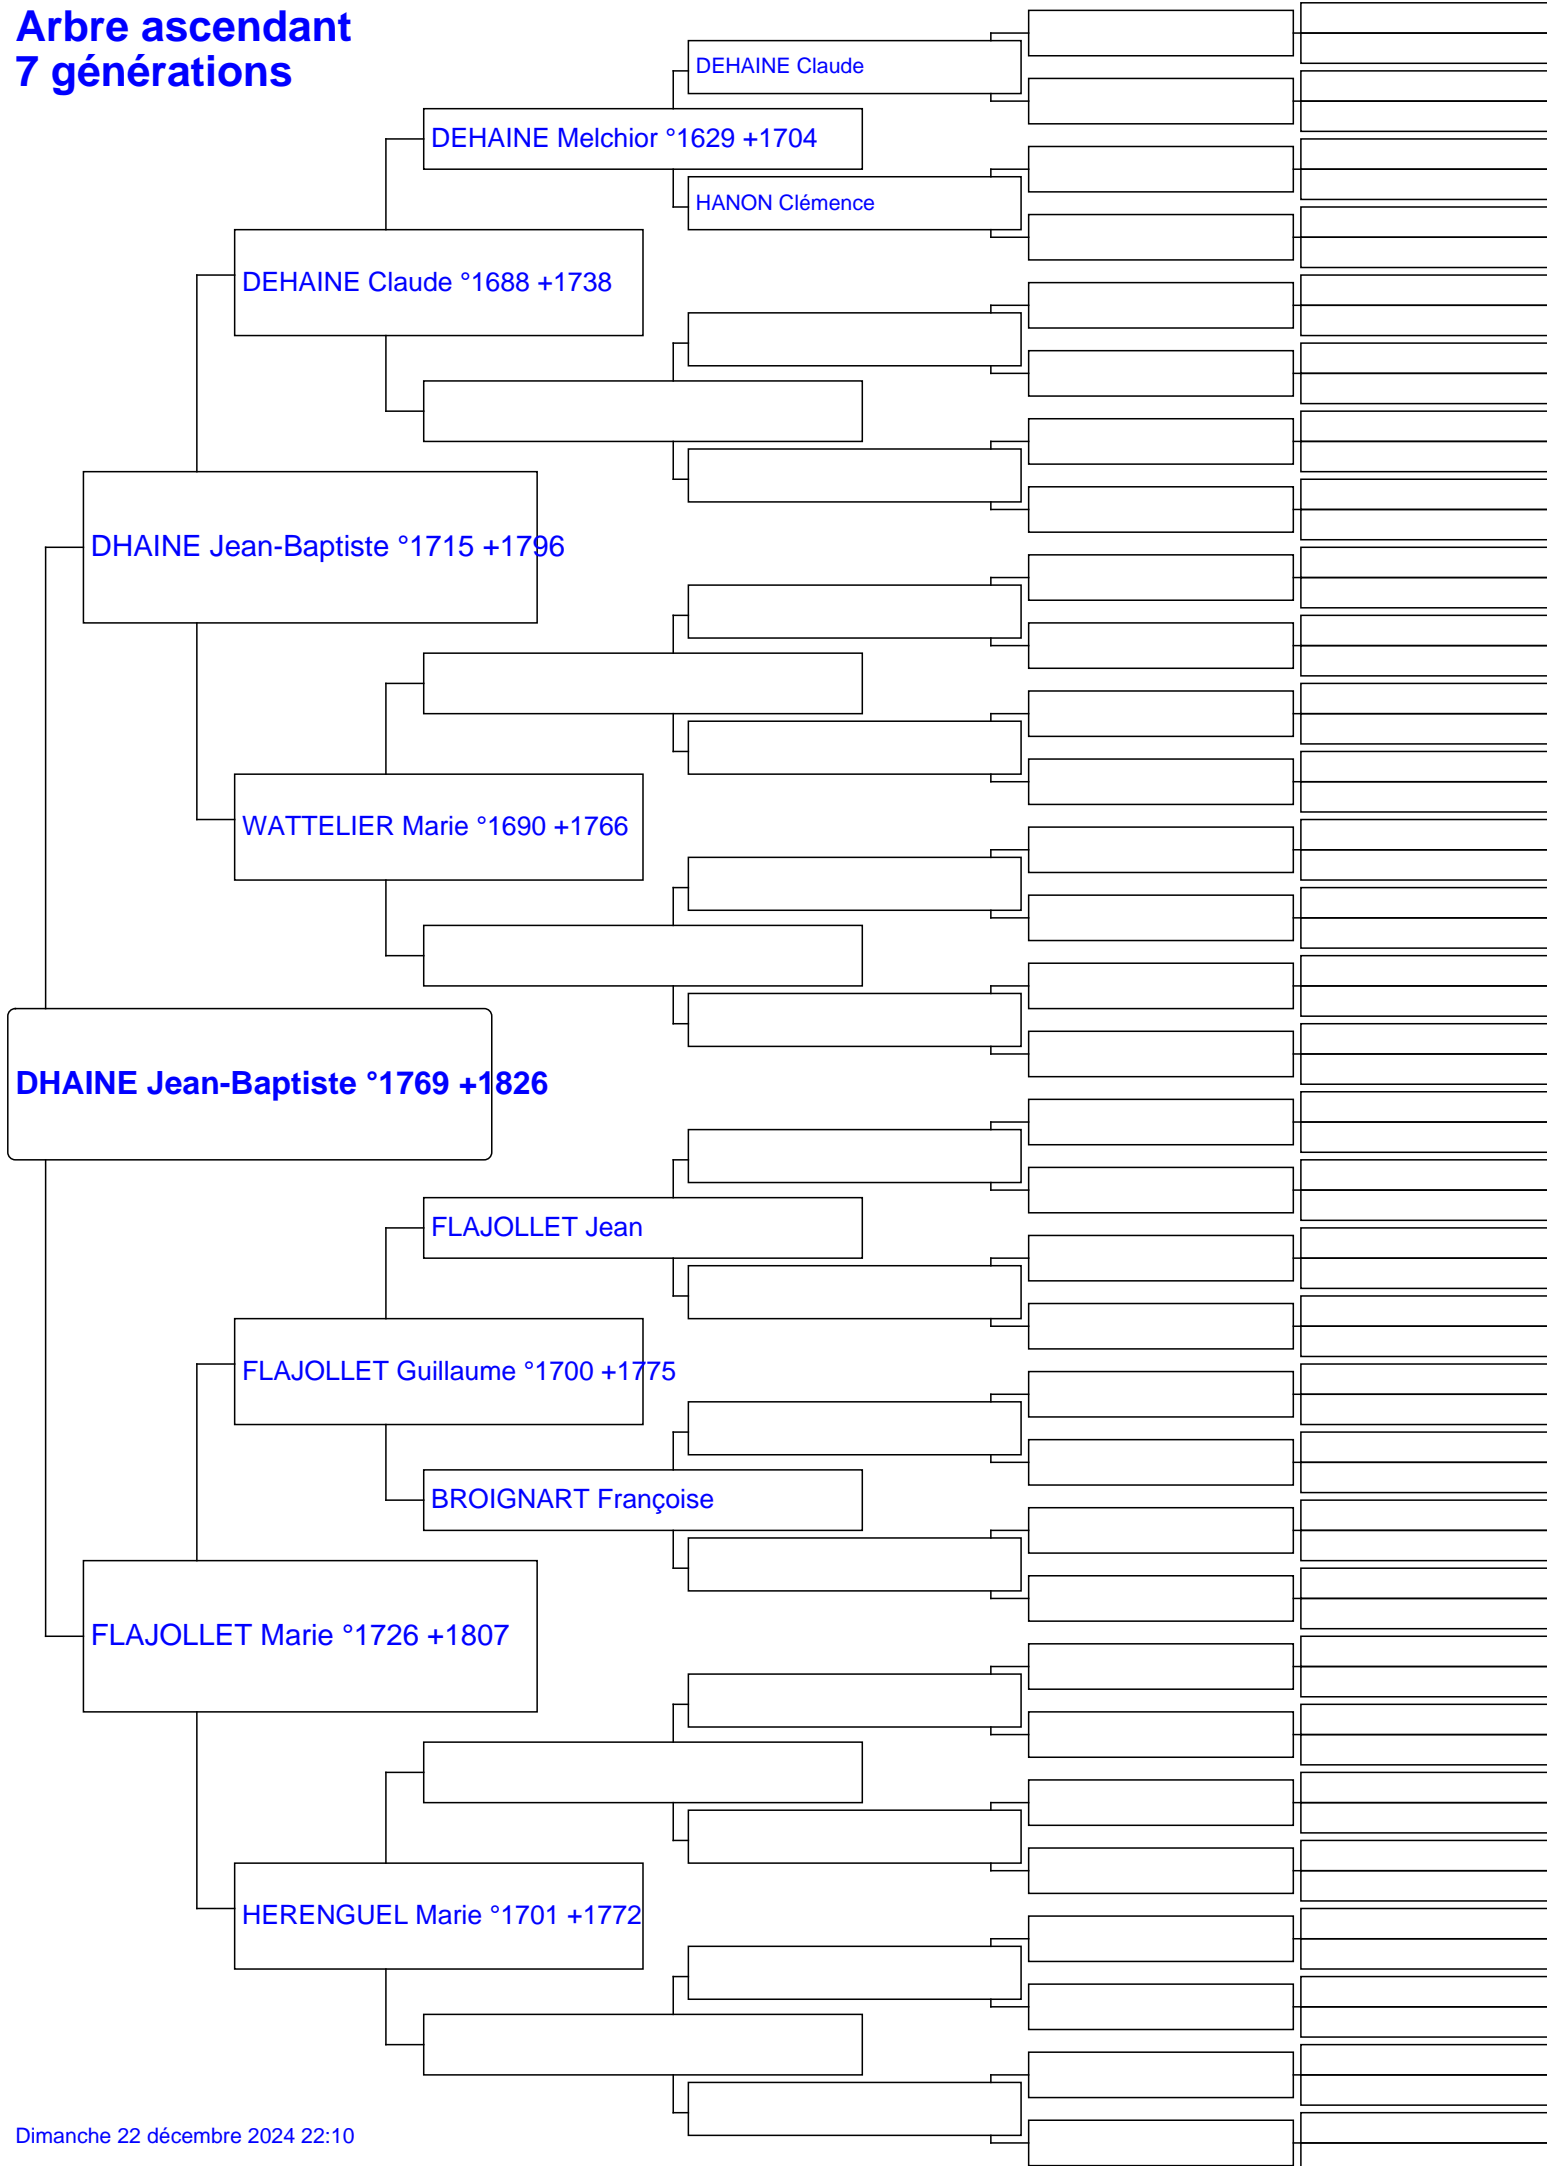 Arbre ascendant
7 générations
DEHAINE Claude
DEHAINE Melchior °1629 +1704
HANON Clémence
DEHAINE Claude °1688 +1738
DHAINE Jean-Baptiste °1715 +1796
WATTELIER Marie °1690 +1766
DHAINE Jean-Baptiste °1769 +1826
FLAJOLLET Jean
FLAJOLLET Guillaume °1700 +1775
BROIGNART Françoise
FLAJOLLET Marie °1726 +1807
HERENGUEL Marie °1701 +1772
Dimanche 22 décembre 2024 22:10